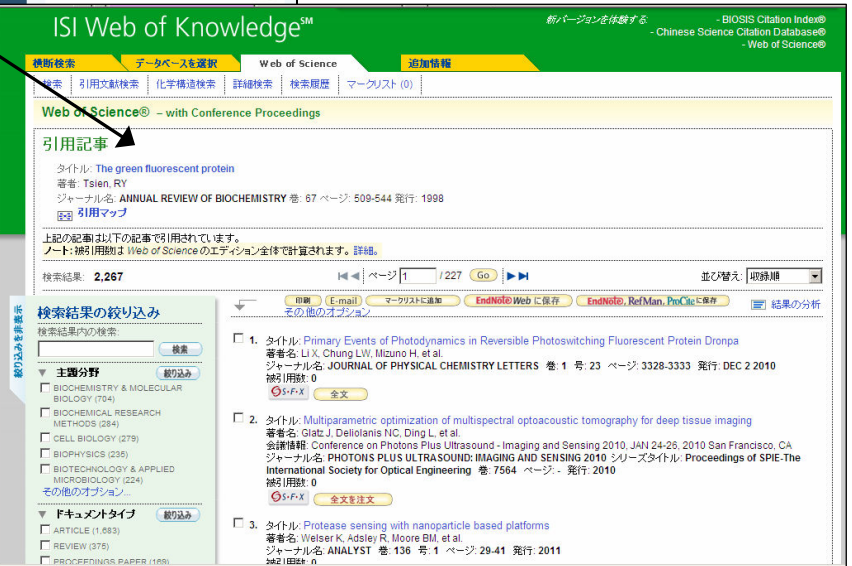 ISI Web of Knowledge℠
新バージョンを体験する: - BIOSIS Citation Index®
- Chinese Science Citation Database®
- Web of Science®
横断検索 データベースを選択 Web of Science 追加情報
検索 引用文献検索 化学構造検索 詳細検索 検索履歴 マークリスト (0)
Web of Science® – with Conference Proceedings
引用記事
タイトル: The green fluorescent protein
著者: Tsien, RY
ジャーナル名: ANNUAL REVIEW OF BIOCHEMISTRY 巻: 67 ページ: 509-544 発行: 1998
引用マップ
上記の記事は以下の記事で引用されています。
ノート: 被引用数は Web of Science のエディション全体で計算されます。詳細。
検索結果: 2,267 ページ 1 / 227 Go 並び替え: 収録順
絞り込みを非表示
検索結果の絞り込み
検索結果内の検索:
検索
主題分野 絞り込み
BIOCHEMISTRY & MOLECULAR
BIOLOGY (704)
BIOCHEMICAL RESEARCH
METHODS (284)
CELL BIOLOGY (279)
BIOPHYSICS (235)
BIOTECHNOLOGY & APPLIED
MICROBIOLOGY (224)
その他のオプション...
ドキュメントタイプ 絞り込み
ARTICLE (1,683)
REVIEW (375)
PROCEEDINGS PAPER (169)
印刷 E-mail マークリストに追加 EndNote Web に保存 EndNote, RefMan, ProCite に保存 結果の分析
その他のオプション
1. タイトル: Primary Events of Photodynamics in Reversible Photoswitching Fluorescent Protein Dronpa
著者名: Li X, Chung LW, Mizuno H, et al.
ジャーナル名: JOURNAL OF PHYSICAL CHEMISTRY LETTERS 巻: 1 号: 23 ページ: 3328-3333 発行: DEC 2 2010
被引用数: 0
S·F·X 全文
2. タイトル: Multiparametric optimization of multispectral optoacoustic tomography for deep tissue imaging
著者名: Glatz J, Deliolanis NC, Ding L, et al.
会議情報: Conference on Photons Plus Ultrasound - Imaging and Sensing 2010, JAN 24-26, 2010 San Francisco, CA
ジャーナル名: PHOTONS PLUS ULTRASOUND: IMAGING AND SENSING 2010 シリーズタイトル: Proceedings of SPIE-The
International Society for Optical Engineering 巻: 7564 ページ: - 発行: 2010
被引用数: 0
S·F·X 全文を注文
3. タイトル: Protease sensing with nanoparticle based platforms
著者名: Welser K, Adsley R, Moore BM, et al.
ジャーナル名: ANALYST 巻: 136 号: 1 ページ: 29-41 発行: 2011
被引用数: 0